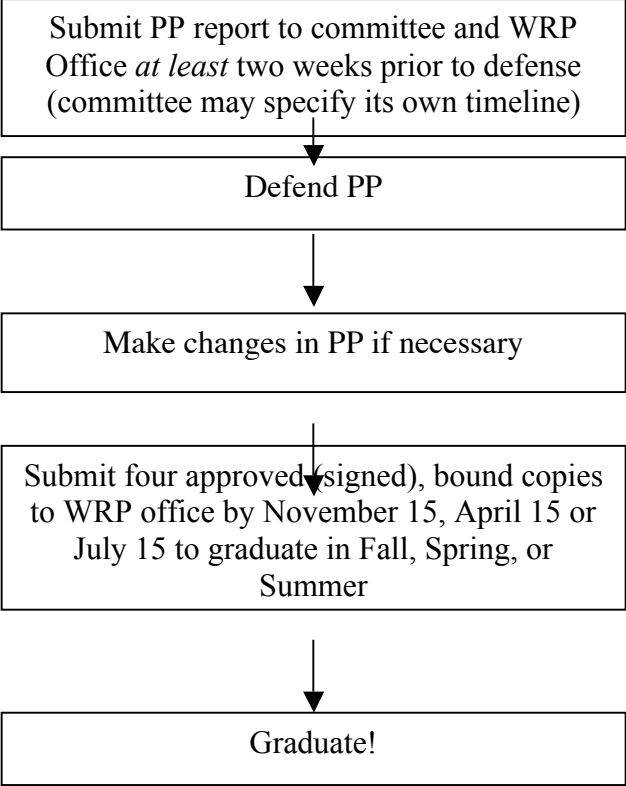 Submit PP report to committee and WRP
Office at least two weeks prior to defense
(committee may specify its own timeline)
Defend PP
Make changes in PP if necessary
Submit four approved (signed), bound copies
to WRP office by November 15, April 15 or
July 15 to graduate in Fall, Spring, or
Summer
Graduate!